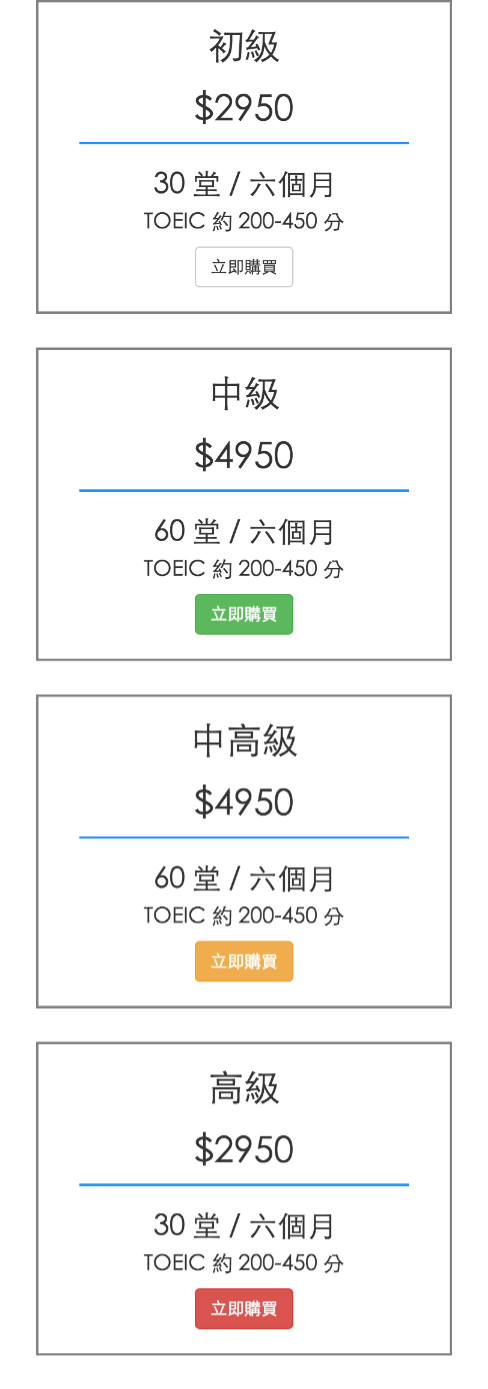 初級
$2950
30 堂 / 六個月
TOEIC 約 200-450 分
立即購買
中級
$4950
60 堂 / 六個月
TOEIC 約 200-450 分
立即購買
中高級
$4950
60 堂 / 六個月
TOEIC 約 200-450 分
立即購買
高級
$2950
30 堂 / 六個月
TOEIC 約 200-450 分
立即購買